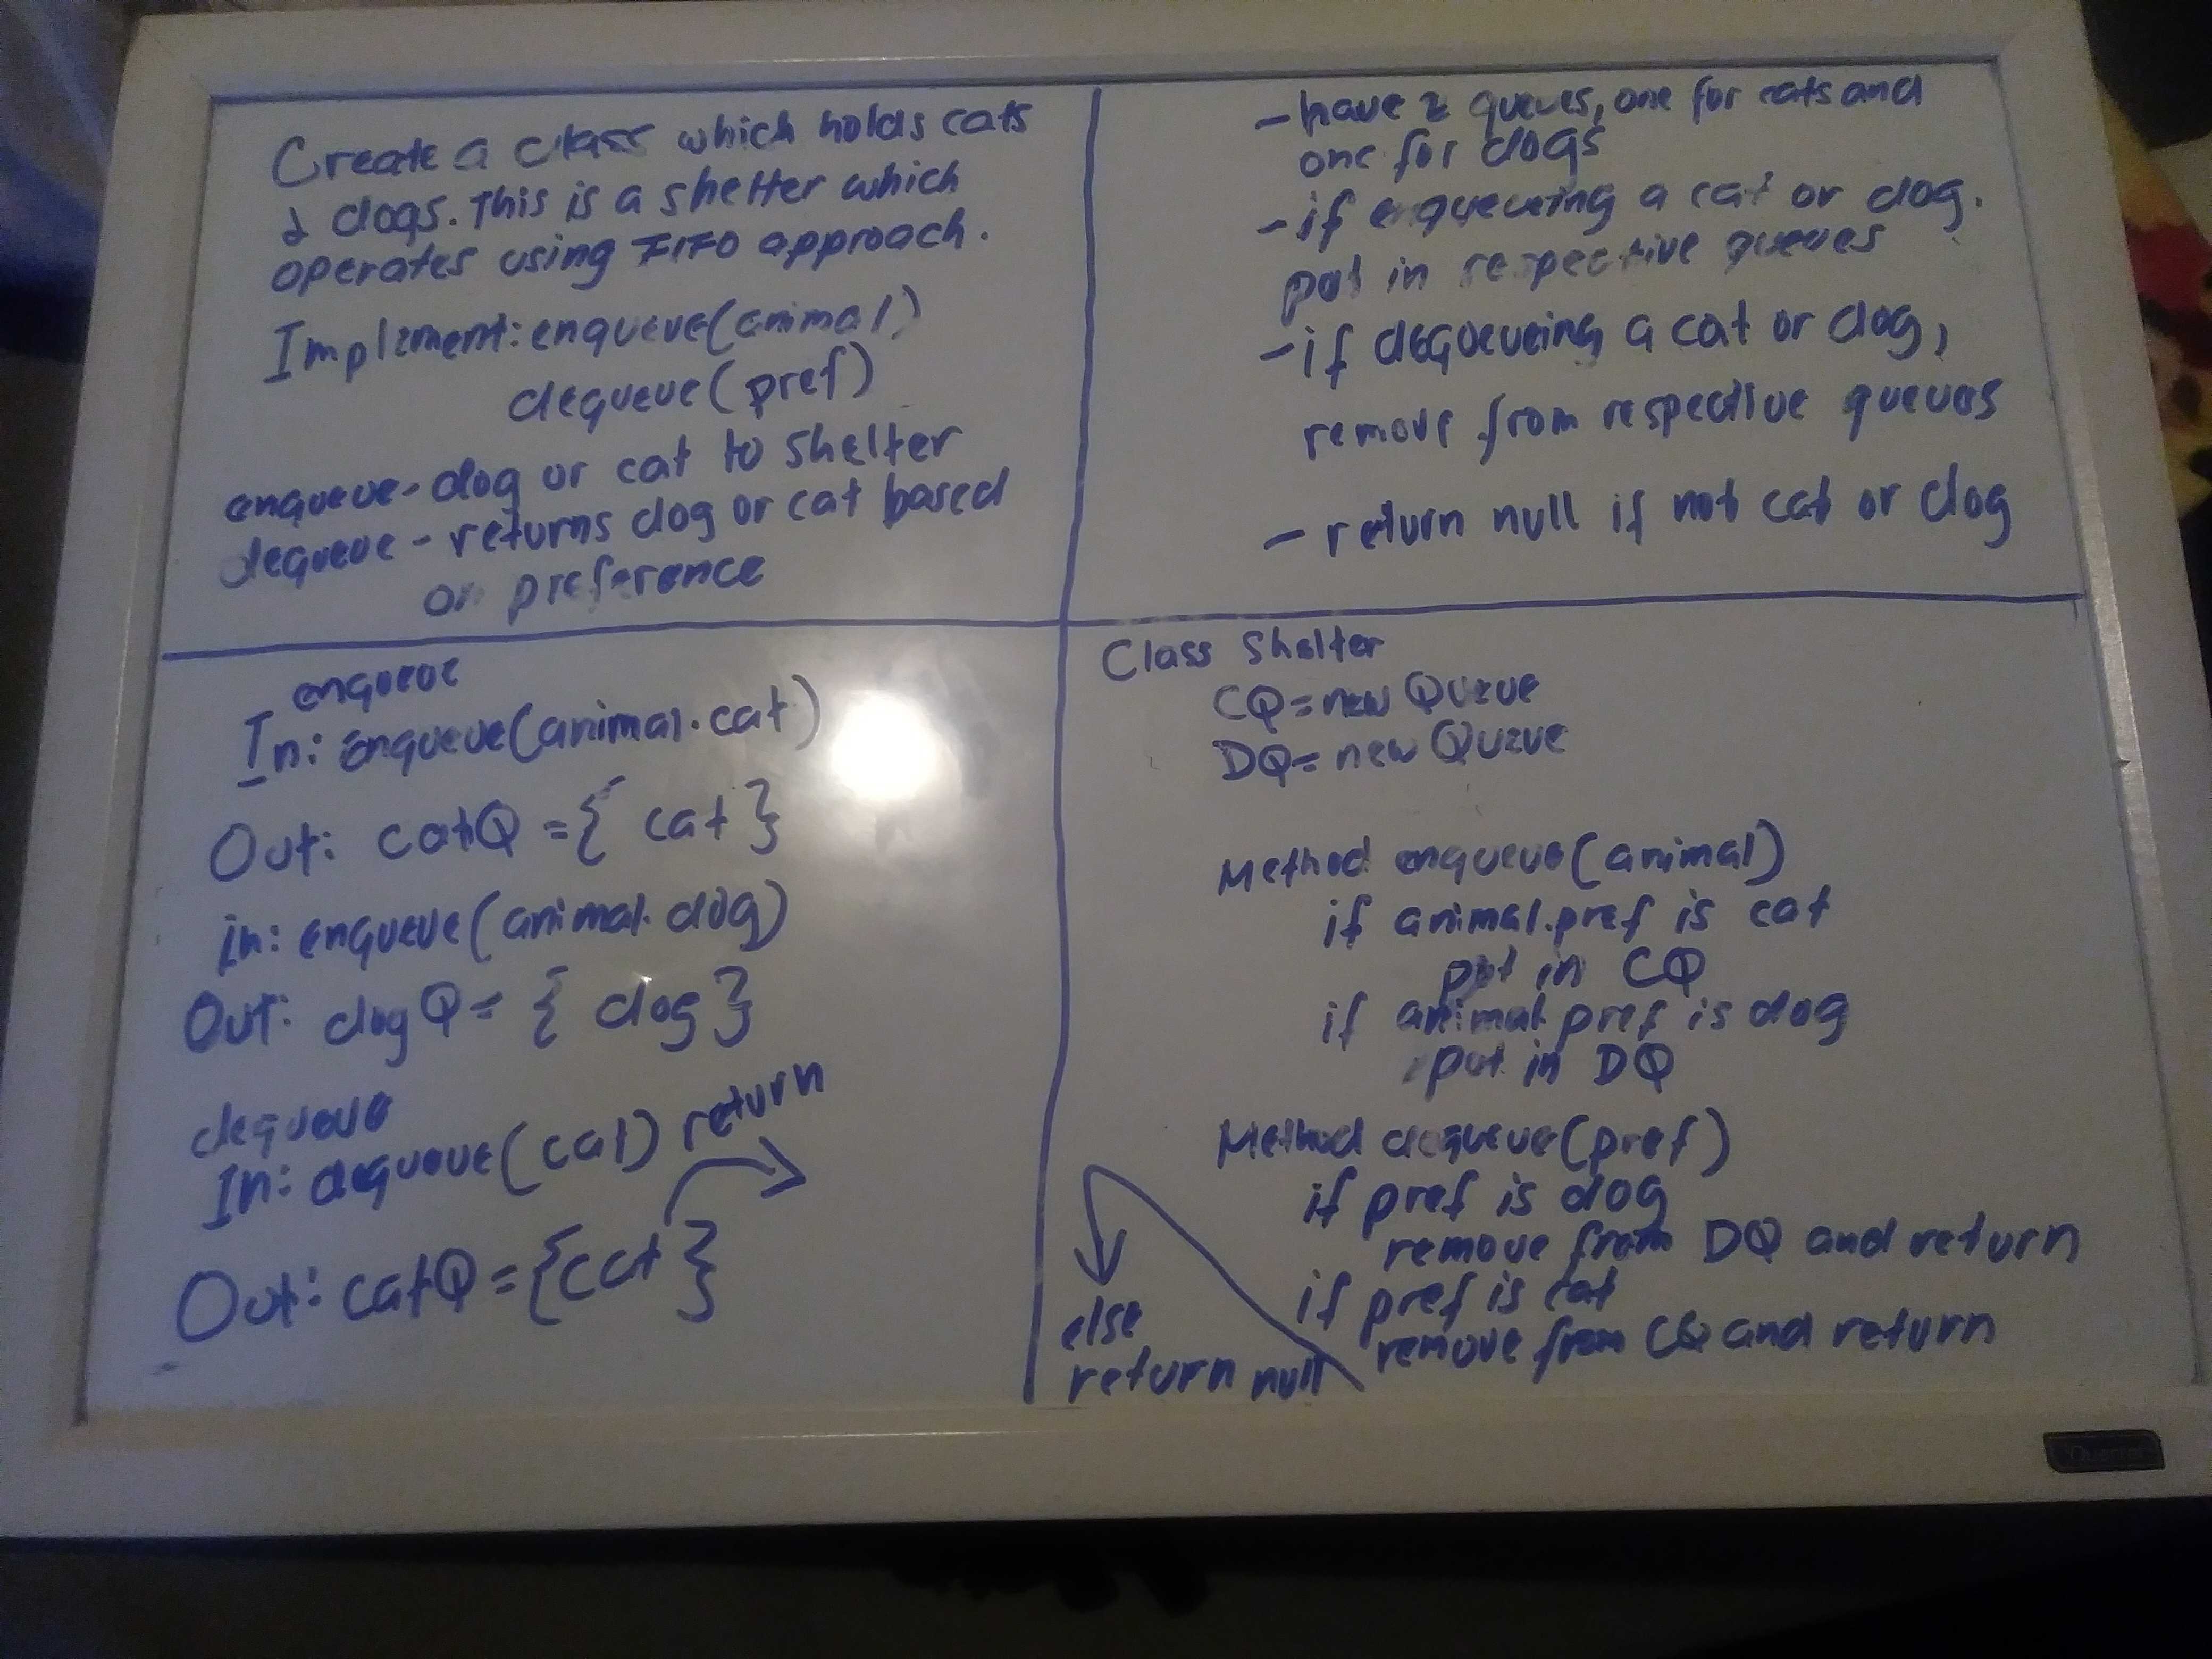 Create a class which holds cats
& dogs. This is a shelter which
operates using FIFO approach.
Impliment: enqueue(animal)
dequeue(pref)
enqueue - dog or cat to shelter
dequeue - returns dog or cat based
on preference
- have 2 queues, one for cats and
one for dogs
- if enqueueing a cat or dog.
put in respective queues
- if dequeueing a cat or dog,
remove from respective queues
- return null if not cat or dog
enqueue
In: enqueue(animal.cat)
Out: catQ = { cat }
in: enqueue(animal.dog)
Out: dogQ = { dog }
dequeue
In: dequeue(cat) return
Out: catQ = {cat }
Class Shelter
CQ = new Queue
DQ = new Queue
Method enqueue(animal)
if animal.pref is cat
put in CQ
if animal.pref is dog
put in DQ
Method dequeue(pref)
if pref is dog
remove from DQ and return
if pref is cat
remove from CQ and return
else
return null
Quartet